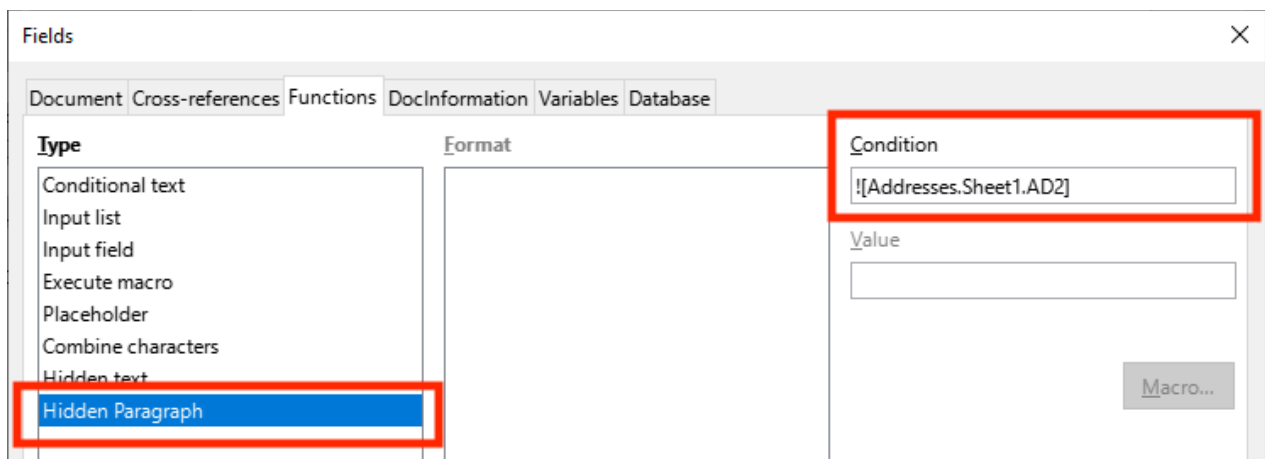 Fields
Document Cross-references Functions DocInformation Variables Database
Type
Format
Condition
Conditional text
Input list
Input field
Execute macro
Placeholder
Combine characters
Hidden text
Hidden Paragraph
![Addresses.Sheet1.AD2]
Value
Macro...